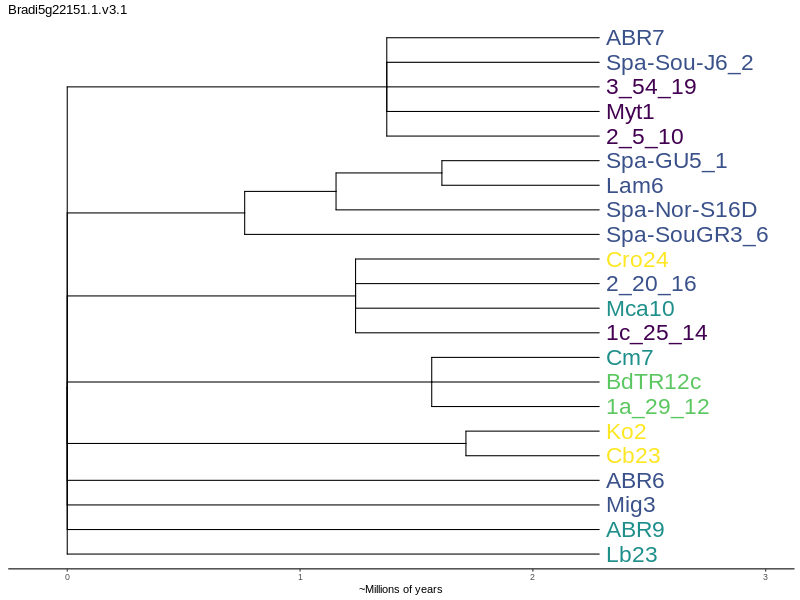 Bradi5g22151.1.v3.1
ABR7
Spa-Sou-J6_2
3_54_19
Myt1
2_5_10
Spa-GU5_1
Lam6
Spa-Nor-S16D
Spa-SouGR3_6
Cro24
2_20_16
Mca10
1c_25_14
Cm7
BdTR12c
1a_29_12
Ko2
Cb23
ABR6
Mig3
ABR9
Lb23
0 1 2 3
~Millions of years